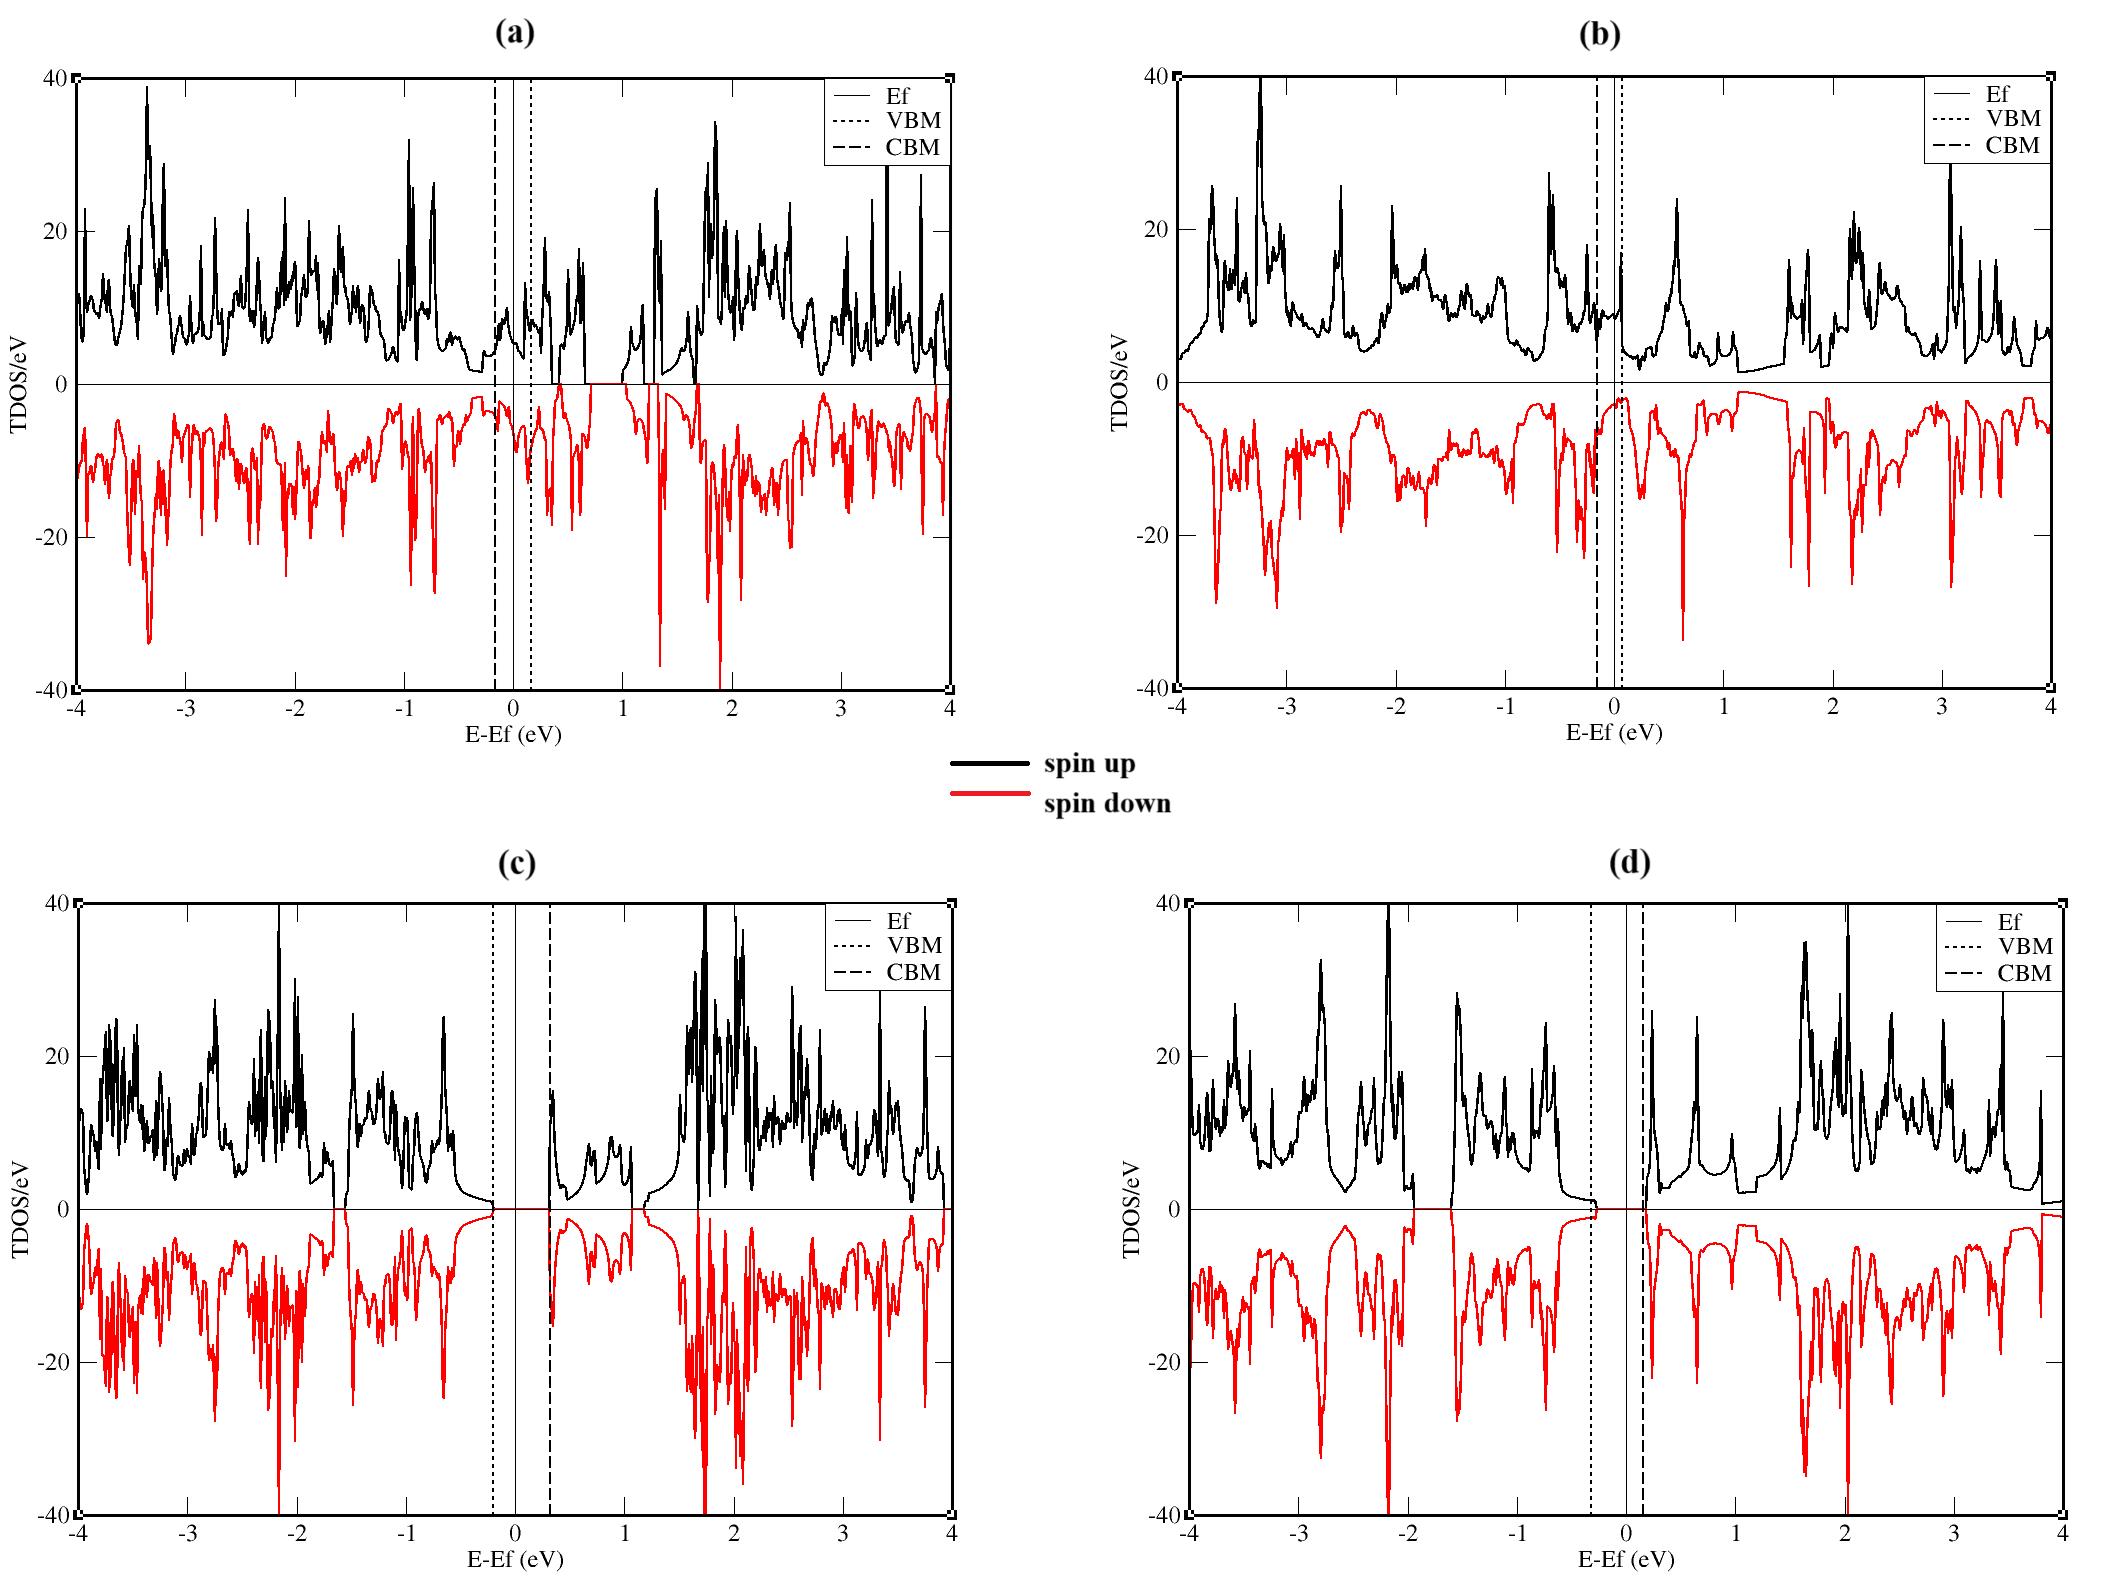 (a)
40
20
0
-20
-40
TDOS/eV
Ef
VBM
CBM
-4 -3 -2 -1 0 1 2 3 4
E-Ef (eV)
(b)
40
20
0
-20
-40
TDOS/eV
Ef
VBM
CBM
-4 -3 -2 -1 0 1 2 3 4
E-Ef (eV)
spin up
spin down
(c)
40
20
0
-20
-40
TDOS/eV
Ef
VBM
CBM
-4 -3 -2 -1 0 1 2 3 4
E-Ef (eV)
(d)
40
20
0
-20
-40
TDOS/eV
Ef
VBM
CBM
-4 -3 -2 -1 0 1 2 3 4
E-Ef (eV)